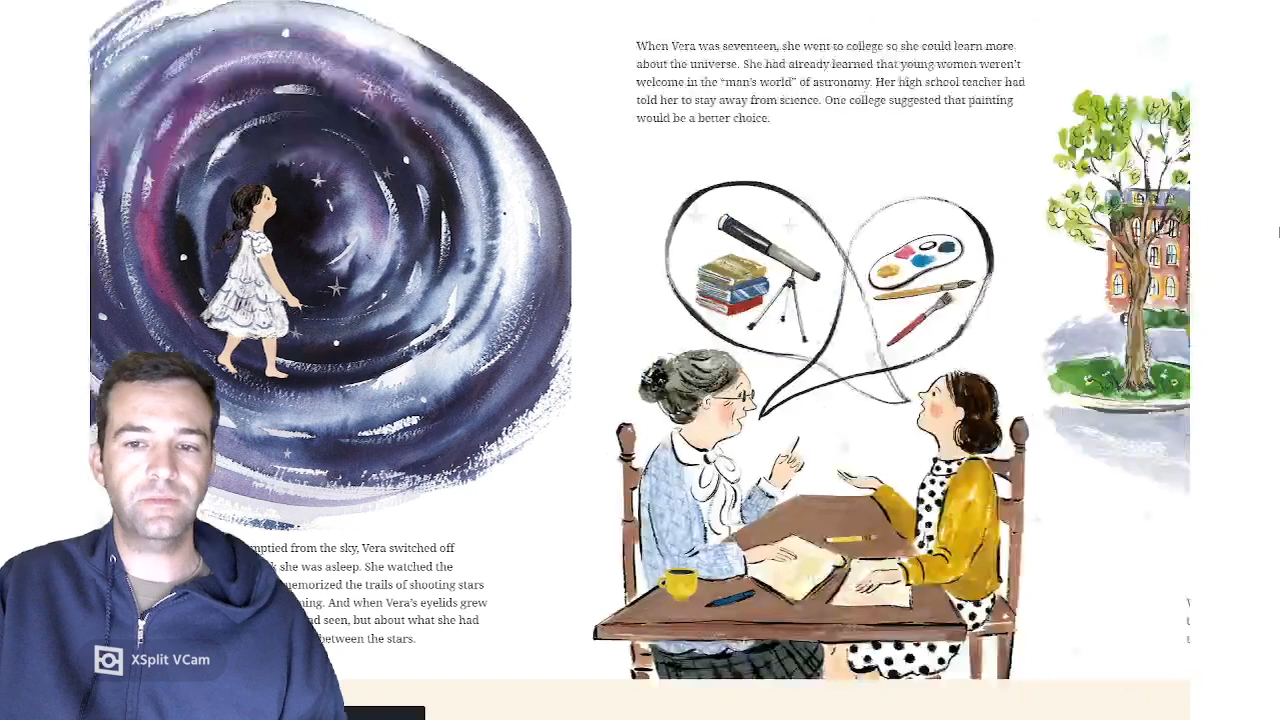 When Vera was seventeen, she went to college so she could learn more
about the universe. She had already learned that young women weren't
welcome in the "man's world" of astronomy. Her high school teacher had
told her to stay away from science. One college suggested that painting
would be a better choice.
from the sky, Vera switched off
she was asleep. She watched the
memorized the trails of shooting stars
And when Vera's eyelids grew
seen, but about what she had
between the stars.
XSplit VCam